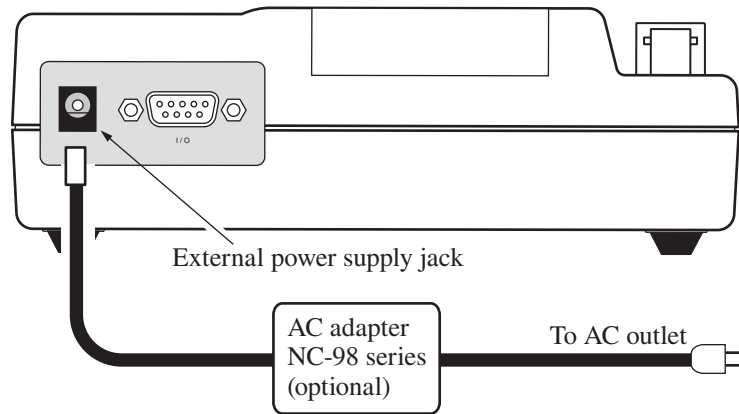 I/O
External power supply jack
AC adapter
NC-98 series
(optional)
To AC outlet